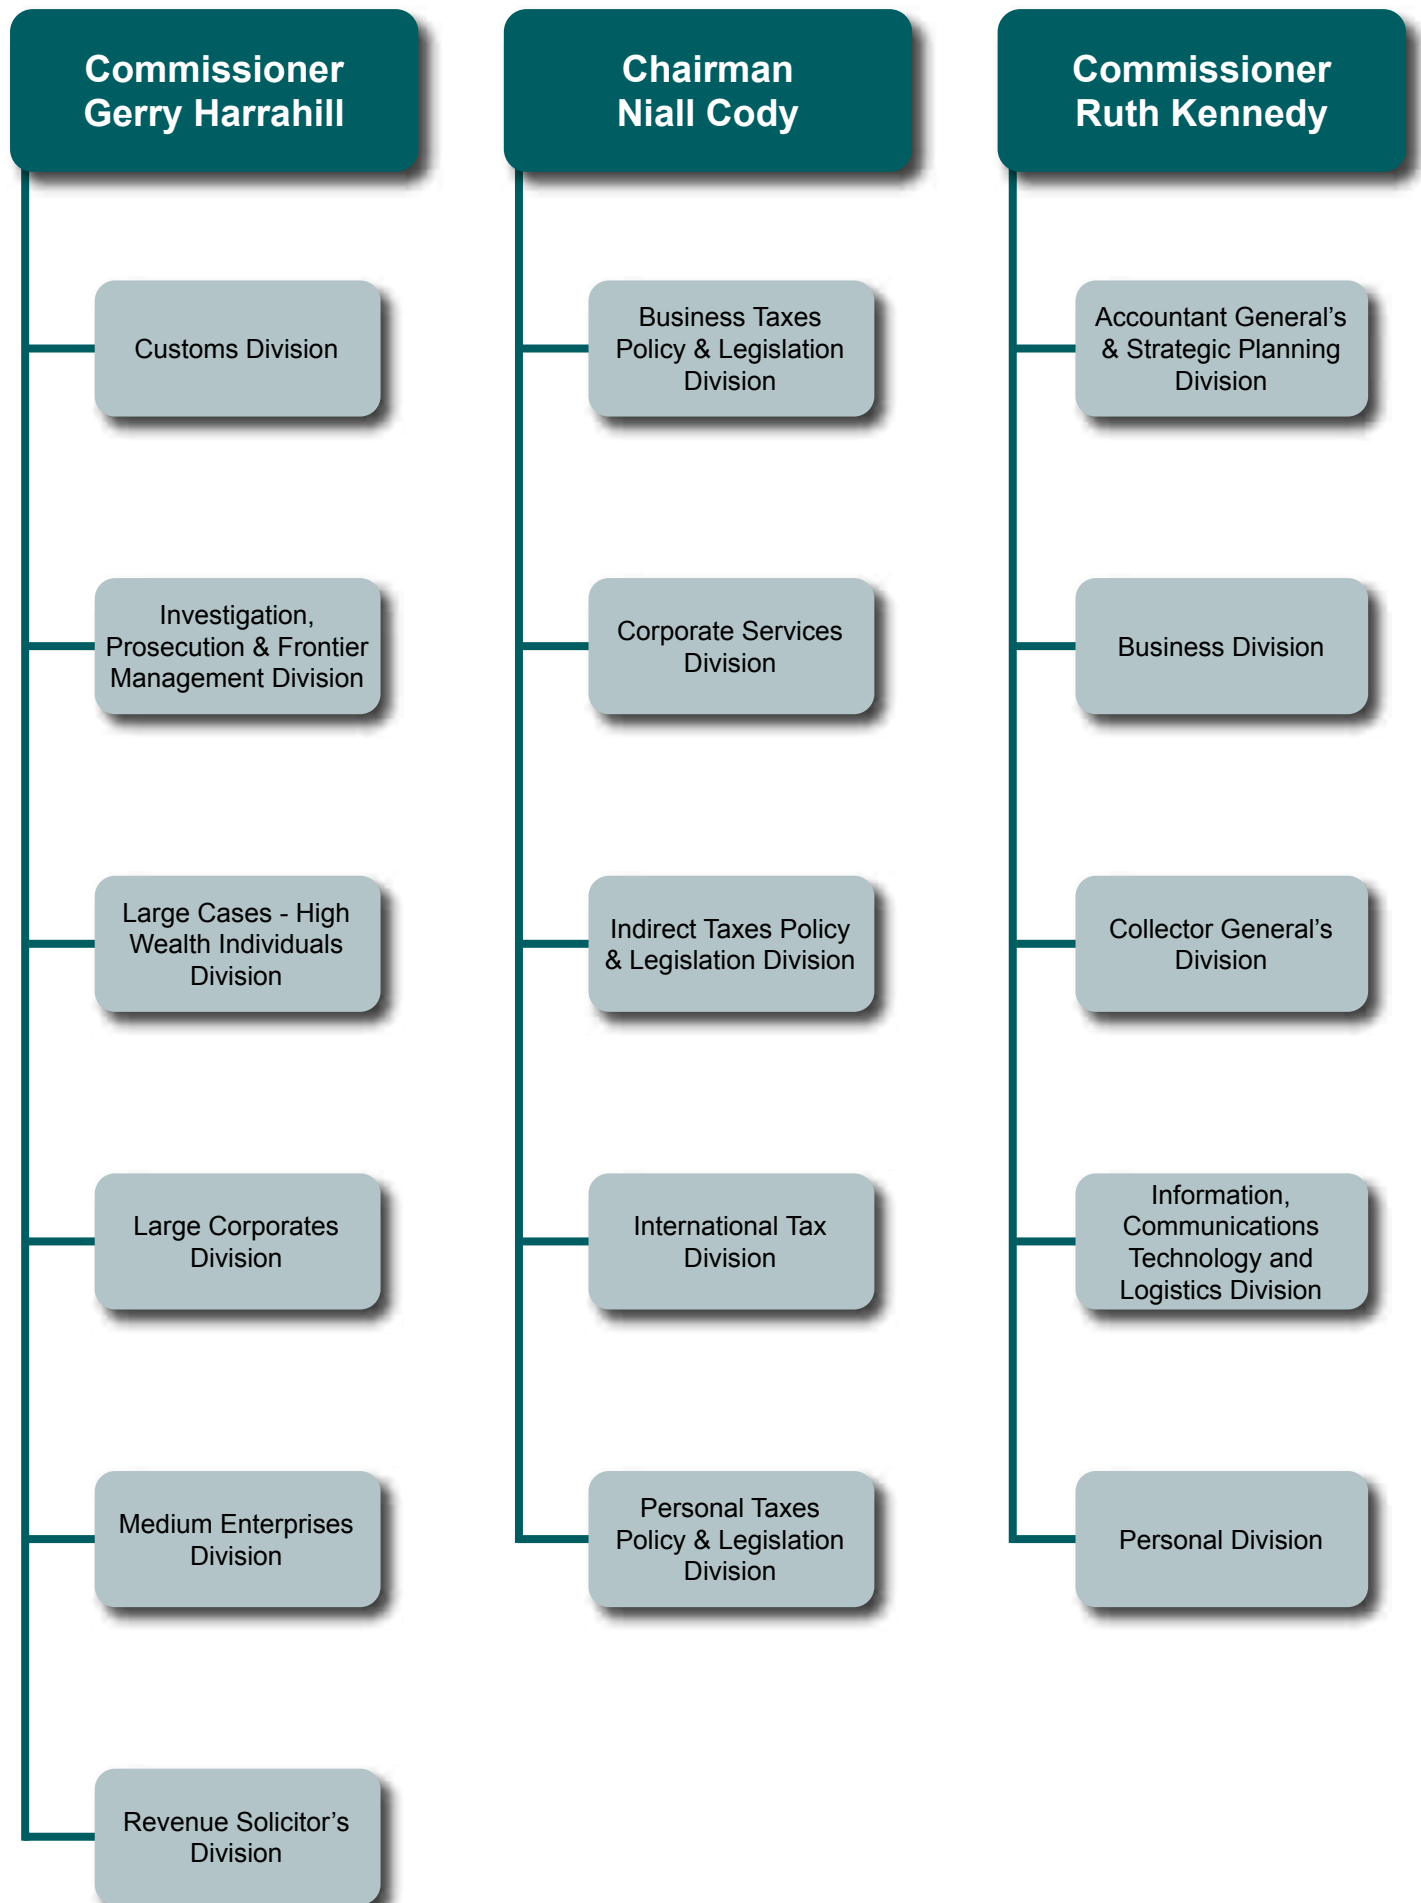 Commissioner
Gerry Harrahill
Customs Division
Investigation,
Prosecution & Frontier
Management Division
Large Cases - High
Wealth Individuals
Division
Large Corporates
Division
Medium Enterprises
Division
Revenue Solicitor’s
Division
Chairman
Niall Cody
Business Taxes
Policy & Legislation
Division
Corporate Services
Division
Indirect Taxes Policy
& Legislation Division
International Tax
Division
Personal Taxes
Policy & Legislation
Division
Commissioner
Ruth Kennedy
Accountant General’s
& Strategic Planning
Division
Business Division
Collector General’s
Division
Information,
Communications
Technology and
Logistics Division
Personal Division